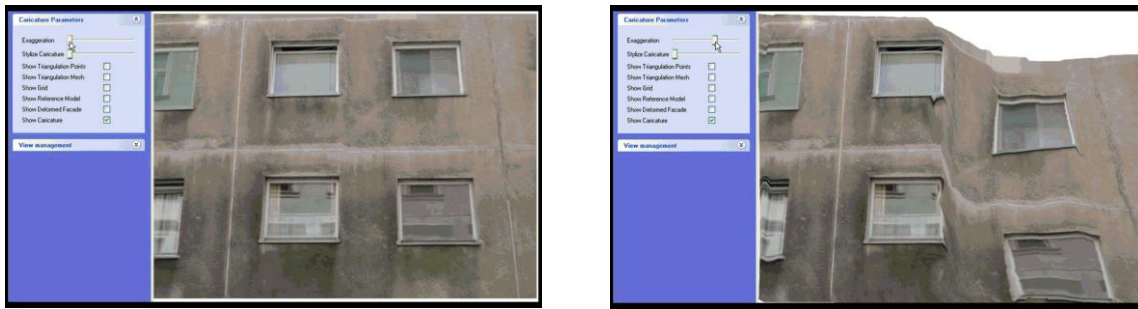 Caricature Parameters
Exaggeration
Stylize Caricature
Show Triangulation Points
Show Triangulation Mesh
Show Grid
Show Reference Model
Show Deformed Facade
Show Caricature
View management
Caricature Parameters
Exaggeration
Stylize Caricature
Show Triangulation Points
Show Triangulation Mesh
Show Grid
Show Reference Model
Show Deformed Facade
Show Caricature
View management